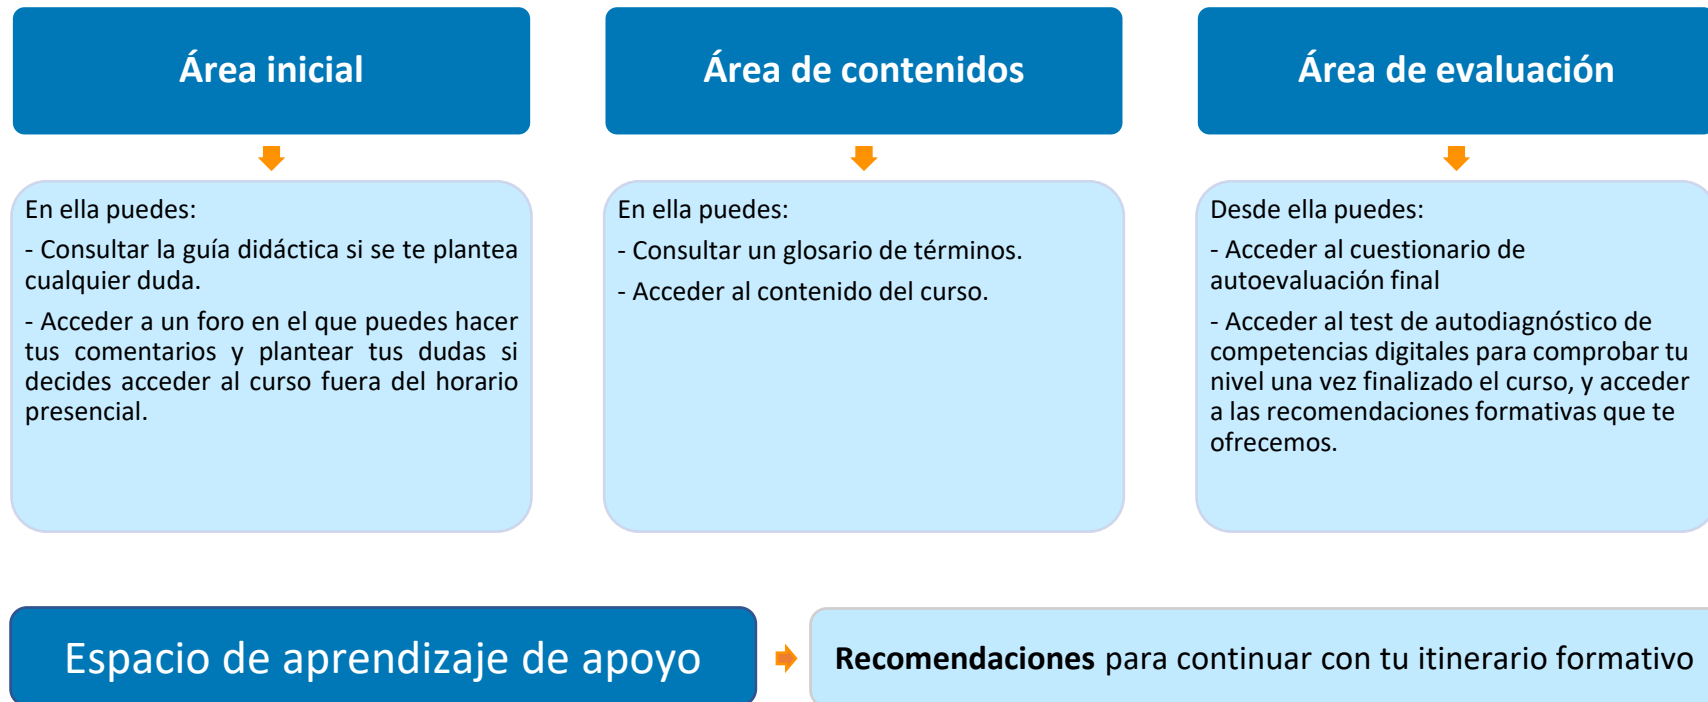 Área inicial
En ella puedes:
- Consultar la guía didáctica si se te plantea
cualquier duda.
- Acceder a un foro en el que puedes hacer
tus comentarios y plantear tus dudas si
decides acceder al curso fuera del horario
presencial.
Área de contenidos
En ella puedes:
- Consultar un glosario de términos.
- Acceder al contenido del curso.
Área de evaluación
Desde ella puedes:
- Acceder al cuestionario de
autoevaluación final
- Acceder al test de autodiagnóstico de
competencias digitales para comprobar tu
nivel una vez finalizado el curso, y acceder
a las recomendaciones formativas que te
ofrecemos.
Espacio de aprendizaje de apoyo
Recomendaciones para continuar con tu itinerario formativo